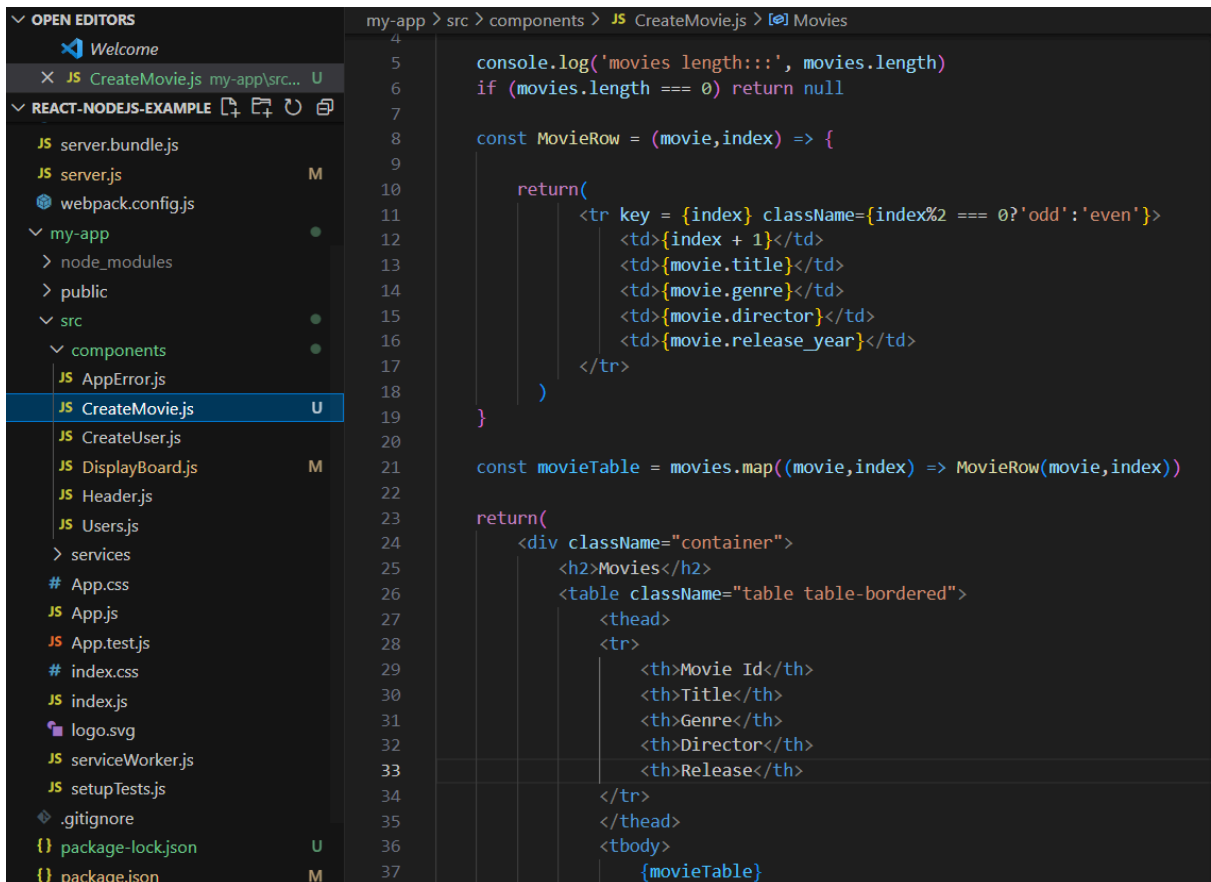 OPEN EDITORS
Welcome
JS CreateMovie.js my-app\src... U
REACT-NODEJS-EXAMPLE
JS server.bundle.js
JS server.js M
webpack.config.js
my-app
node_modules
public
src
components
JS AppError.js
JS CreateMovie.js U
JS CreateUser.js
JS DisplayBoard.js M
JS Header.js
JS Users.js
services
# App.css
JS App.js
JS App.test.js
# index.css
JS index.js
logo.svg
JS serviceWorker.js
JS setupTests.js
.gitignore
{} package-lock.json U
{} package.json M
my-app > src > components > JS CreateMovie.js > Movies
4
5 console.log('movies length:::', movies.length)
6 if (movies.length === 0) return null
7
8 const MovieRow = (movie,index) => {
9
10 return(
11 <tr key = {index} className={index%2 === 0?'odd':'even'}>
12 <td>{index + 1}</td>
13 <td>{movie.title}</td>
14 <td>{movie.genre}</td>
15 <td>{movie.director}</td>
16 <td>{movie.release_year}</td>
17 </tr>
18 )
19 }
20
21 const movieTable = movies.map((movie,index) => MovieRow(movie,index))
22
23 return(
24 <div className="container">
25 <h2>Movies</h2>
26 <table className="table table-bordered">
27 <thead>
28 <tr>
29 <th>Movie Id</th>
30 <th>Title</th>
31 <th>Genre</th>
32 <th>Director</th>
33 <th>Release</th>
34 </tr>
35 </thead>
36 <tbody>
37 {movieTable}